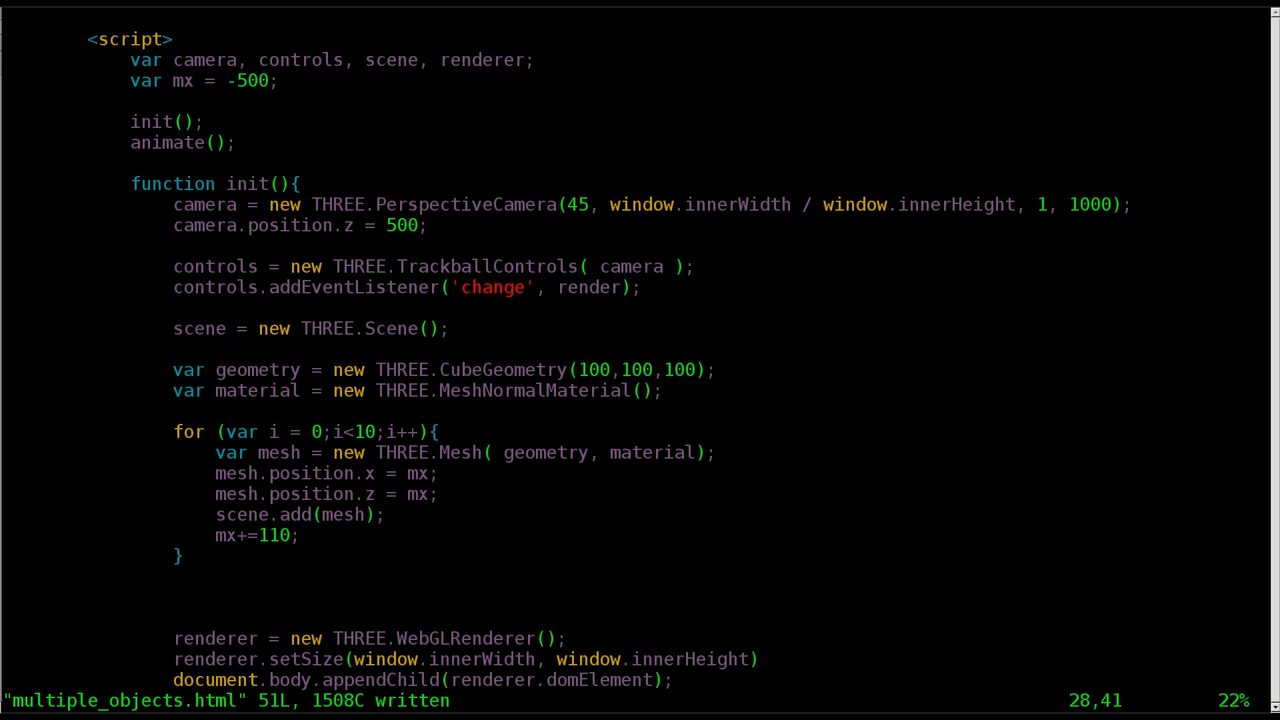 <script>
var camera, controls, scene, renderer;
var mx = -500;
init();
animate();
function init(){
camera = new THREE.PerspectiveCamera(45, window.innerWidth / window.innerHeight, 1, 1000);
camera.position.z = 500;
controls = new THREE.TrackballControls( camera );
controls.addEventListener('change', render);
scene = new THREE.Scene();
var geometry = new THREE.CubeGeometry(100,100,100);
var material = new THREE.MeshNormalMaterial();
for (var i = 0;i<10;i++){
var mesh = new THREE.Mesh( geometry, material);
mesh.position.x = mx;
mesh.position.z = mx;
scene.add(mesh);
mx+=110;
}
renderer = new THREE.WebGLRenderer();
renderer.setSize(window.innerWidth, window.innerHeight)
document.body.appendChild(renderer.domElement);
"multiple_objects.html" 51L, 1508C written 28,41 22%